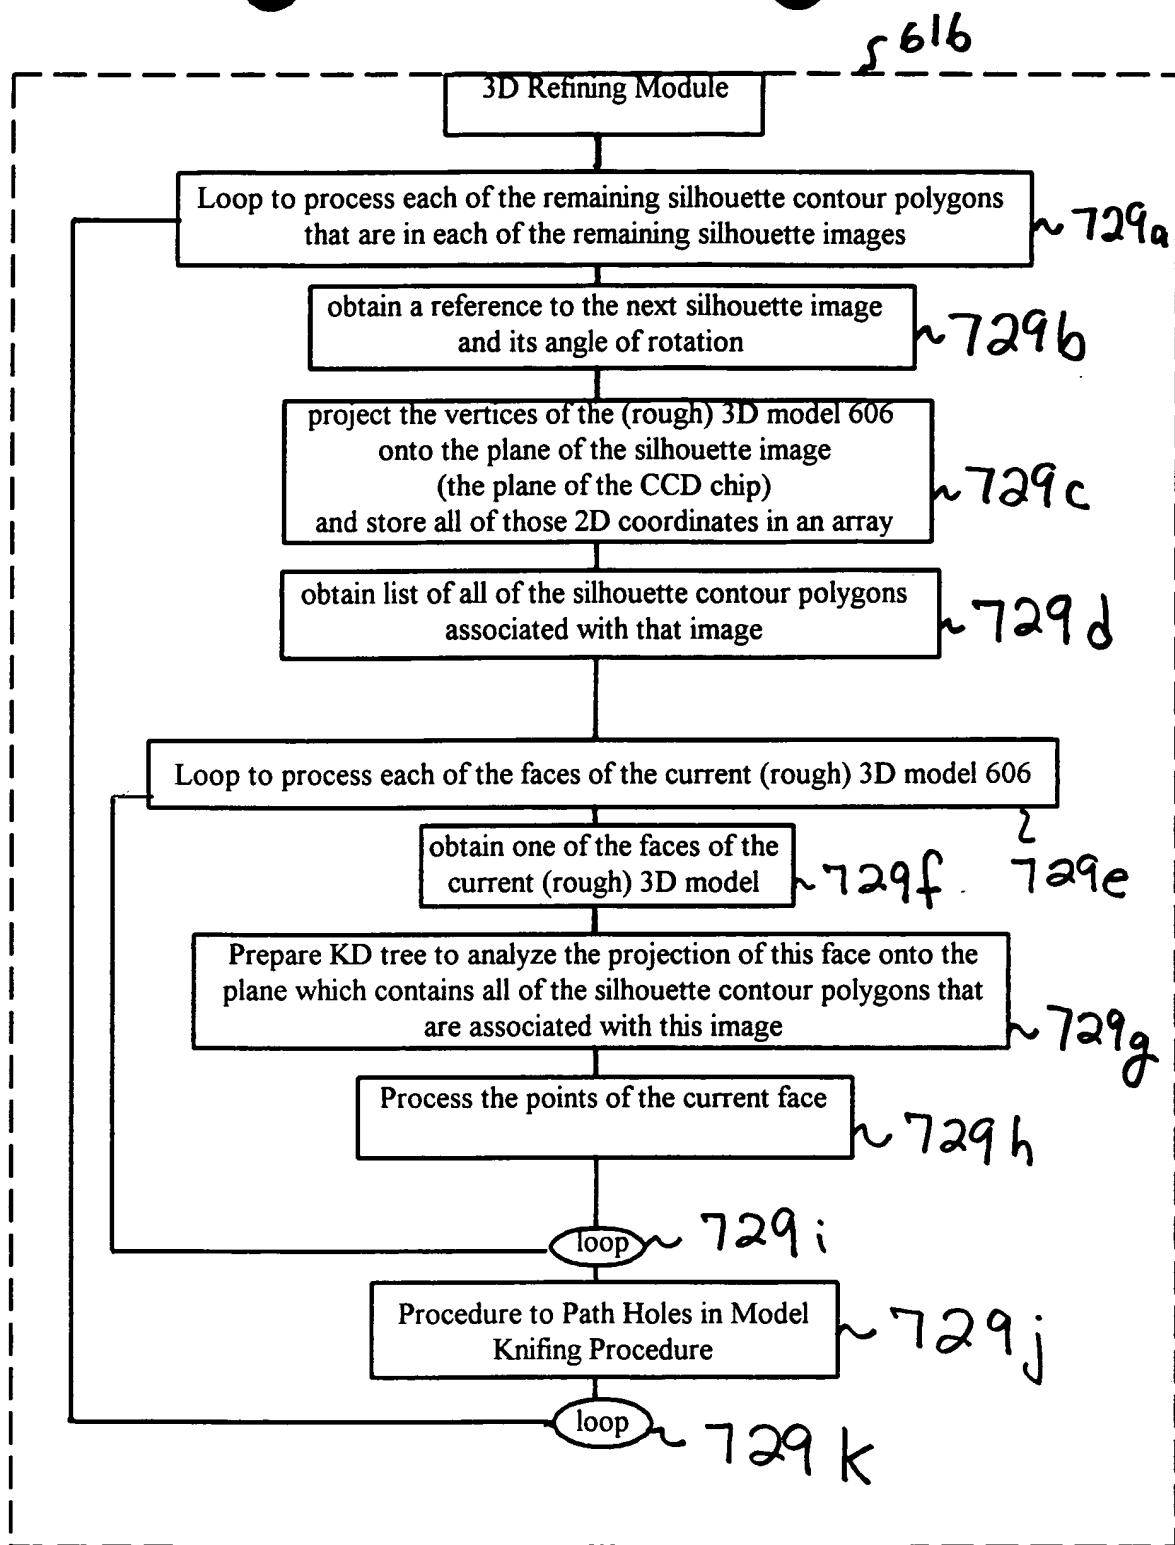 616
3D Refining Module
Loop to process each of the remaining silhouette contour polygons
that are in each of the remaining silhouette images
729a
obtain a reference to the next silhouette image
and its angle of rotation
729b
project the vertices of the (rough) 3D model 606
onto the plane of the silhouette image
(the plane of the CCD chip)
and store all of those 2D coordinates in an array
729c
obtain list of all of the silhouette contour polygons
associated with that image
729d
Loop to process each of the faces of the current (rough) 3D model 606
729e
obtain one of the faces of the
current (rough) 3D model
729f
Prepare KD tree to analyze the projection of this face onto the
plane which contains all of the silhouette contour polygons that
are associated with this image
729g
Process the points of the current face
729h
loop
729i
Procedure to Path Holes in Model
Knifing Procedure
729j
loop
729k